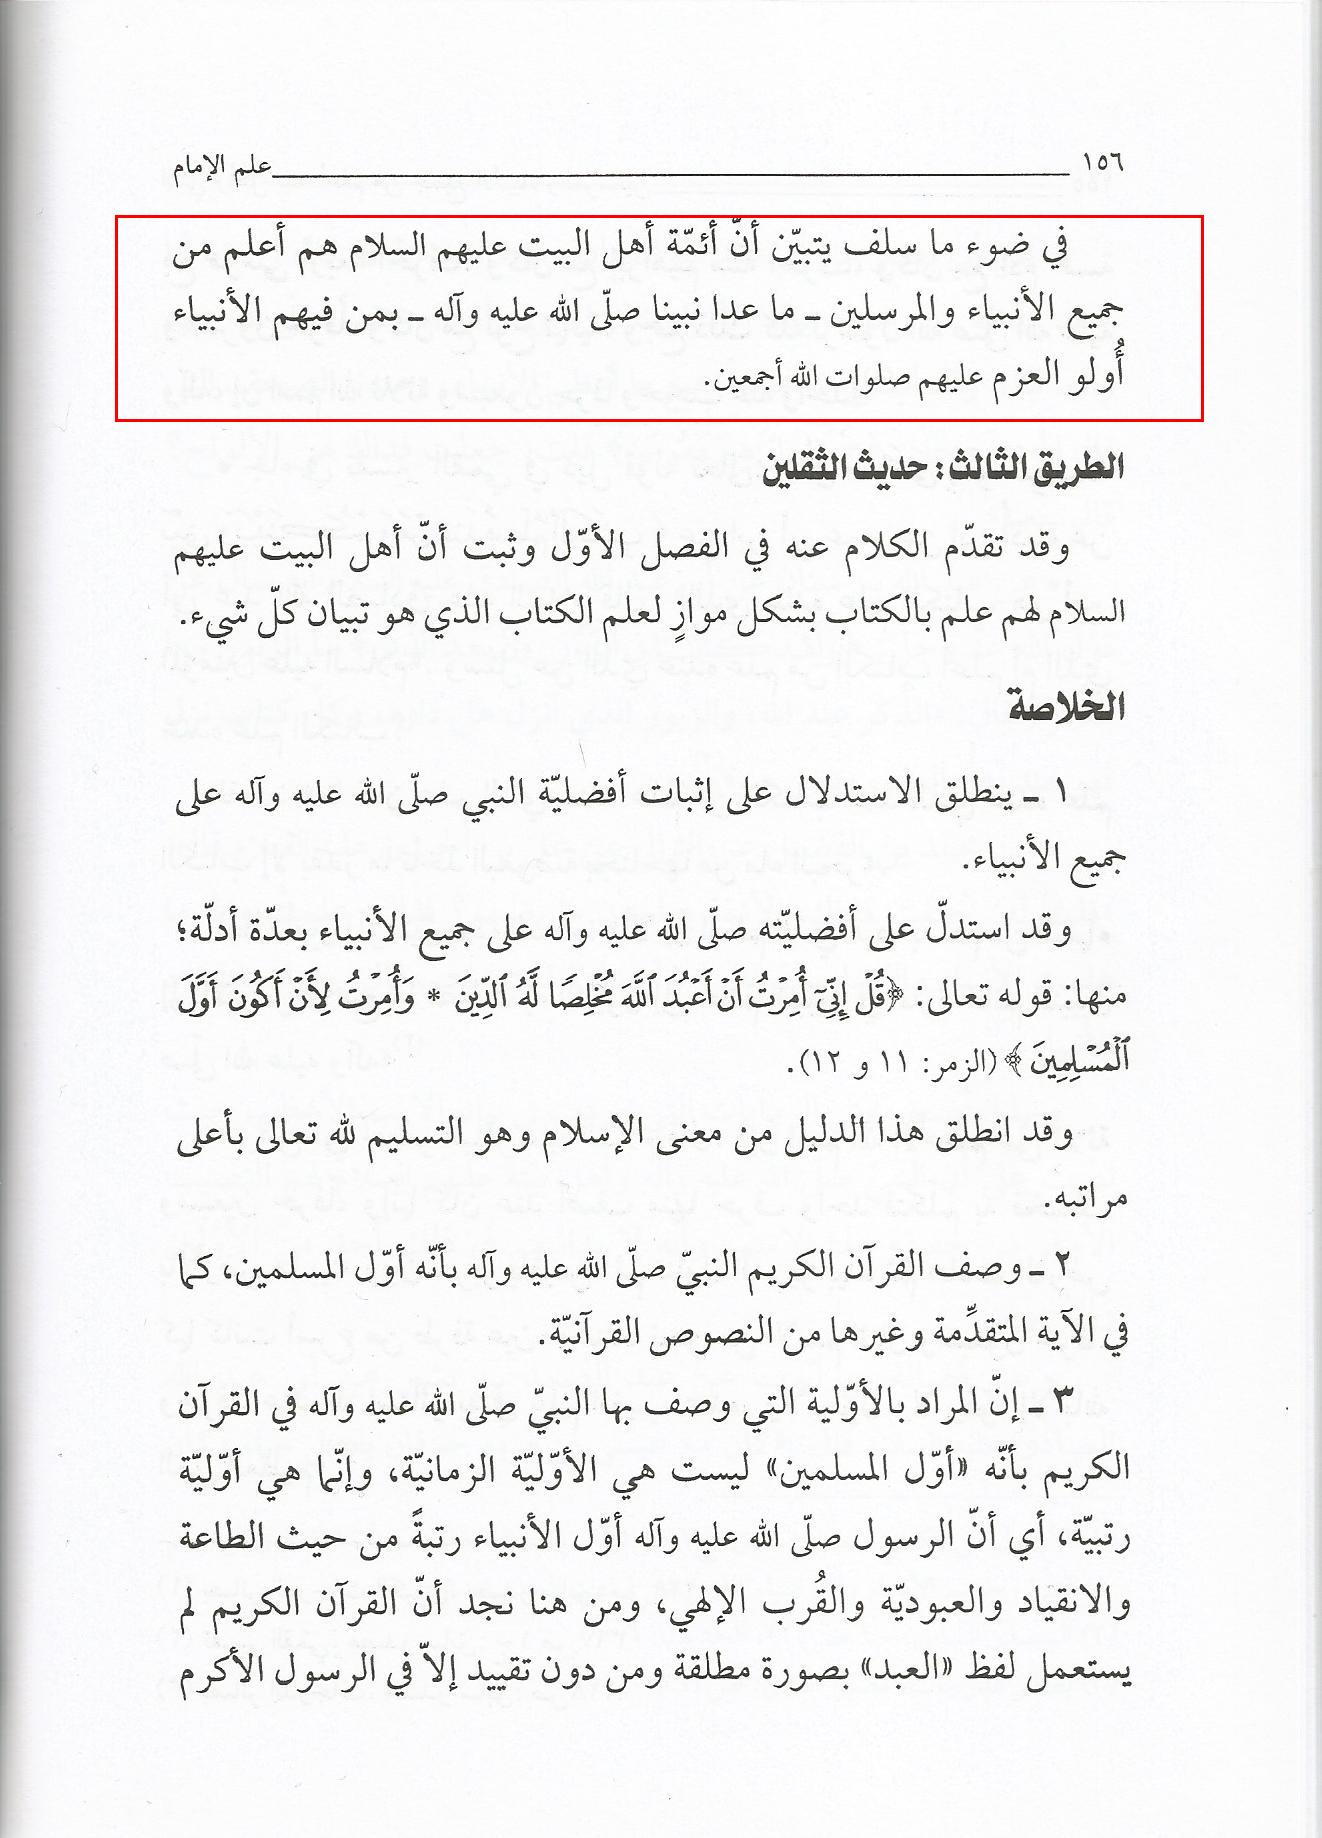 ١٥٦ علم الإمام
في ضوء ما سلف يتبيّن أنّ أئمّة أهل البيت عليهم السلام هم أعلم من
جميع الأنبياء والمرسلين ـ ما عدا نبينا صلّى الله عليه وآله ـ بمن فيهم الأنبياء
أُولو العزم عليهم صلوات الله أجمعين.
الطريق الثالث: حديث الثقلين
وقد تقدّم الكلام عنه في الفصل الأوّل وثبت أنّ أهل البيت عليهم
السلام لهم علم بالكتاب بشكل موازٍ لعلم الكتاب الذي هو تبيان كلّ شيء.
الخلاصة
١ ـ ينطلق الاستدلال على إثبات أفضليّة النبي صلّى الله عليه وآله على
جميع الأنبياء.
وقد استدلّ على أفضليّته صلّى الله عليه وآله على جميع الأنبياء بعدّة أدلّة؛
منها: قوله تعالى: ﴿قُلْ إِنِّيٓ أُمِرْتُ أَنْ أَعْبُدَ ٱللَّهَ مُخْلِصًا لَّهُ ٱلدِّينَ * وَأُمِرْتُ لِأَنْ أَكُونَ أَوَّلَ
ٱلْمُسْلِمِينَ﴾ (الزمر: ١١ و ١٢).
وقد انطلق هذا الدليل من معنى الإسلام وهو التسليم لله تعالى بأعلى
مراتبه.
٢ ـ وصف القرآن الكريم النبيّ صلّى الله عليه وآله بأنّه أوّل المسلمين، كما
في الآية المتقدِّمة وغيرها من النصوص القرآنيّة.
٣ ـ إنّ المراد بالأوّلية التي وصف بها النبيّ صلّى الله عليه وآله في القرآن
الكريم بأنّه «أوّل المسلمين» ليست هي الأوّليّة الزمانيّة، وإنّما هي أوّليّة
رتبيّة، أي أنّ الرسول صلّى الله عليه وآله أوّل الأنبياء رتبةً من حيث الطاعة
والانقياد والعبوديّة والقُرب الإلهي، ومن هنا نجد أنّ القرآن الكريم لم
يستعمل لفظ «العبد» بصورة مطلقة ومن دون تقييد إلاّ في الرسول الأكرم